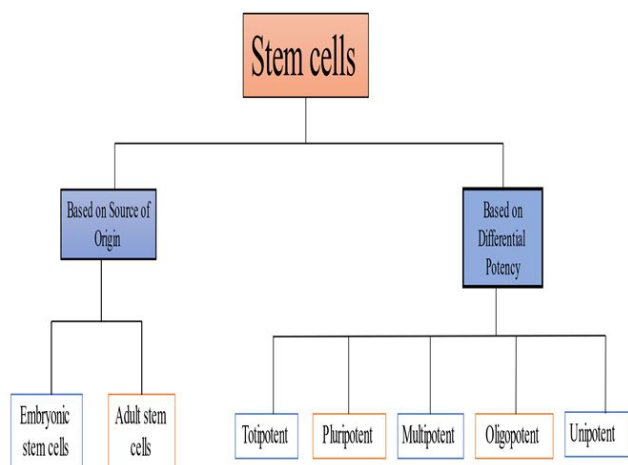 Stem cells
Based on Source of
Origin
Based on
Differential
Potency
Embryonic
stem cells
Adult stem
cells
Totipotent
Pluripotent
Multipotent
Oligopotent
Unipotent